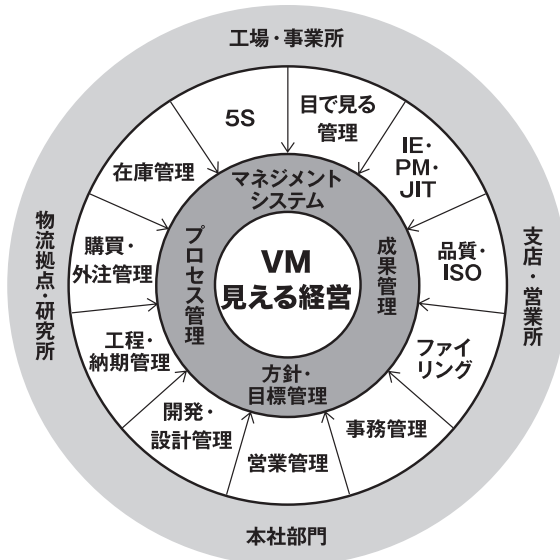 工場・事業所
5S
目で見る
管理
IE・
PM・
JIT
品質・
ISO
ファイ
リング
事務管理
営業管理
開発・
設計管理
工程・
納期管理
購買・
外注管理
在庫管理
マネジメント
システム
成果管理
方針・
目標管理
プロセス管理
VM
見える経営
支店・営業所
本社部門
物流拠点・研究所